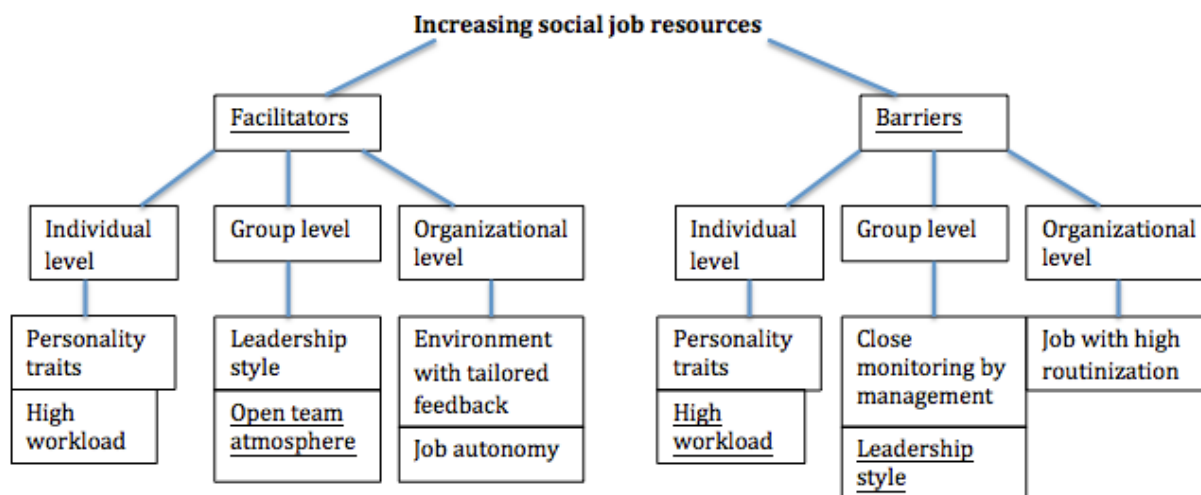 Increasing social job resources
Facilitators
Barriers
Individual
level
Group level
Organizational
level
Individual
level
Group level
Organizational
level
Personality
traits
High
workload
Leadership
style
Open team
atmosphere
Environment
with tailored
feedback
Job autonomy
Personality
traits
High
workload
Close
monitoring by
management
Leadership
style
Job with high
routinization